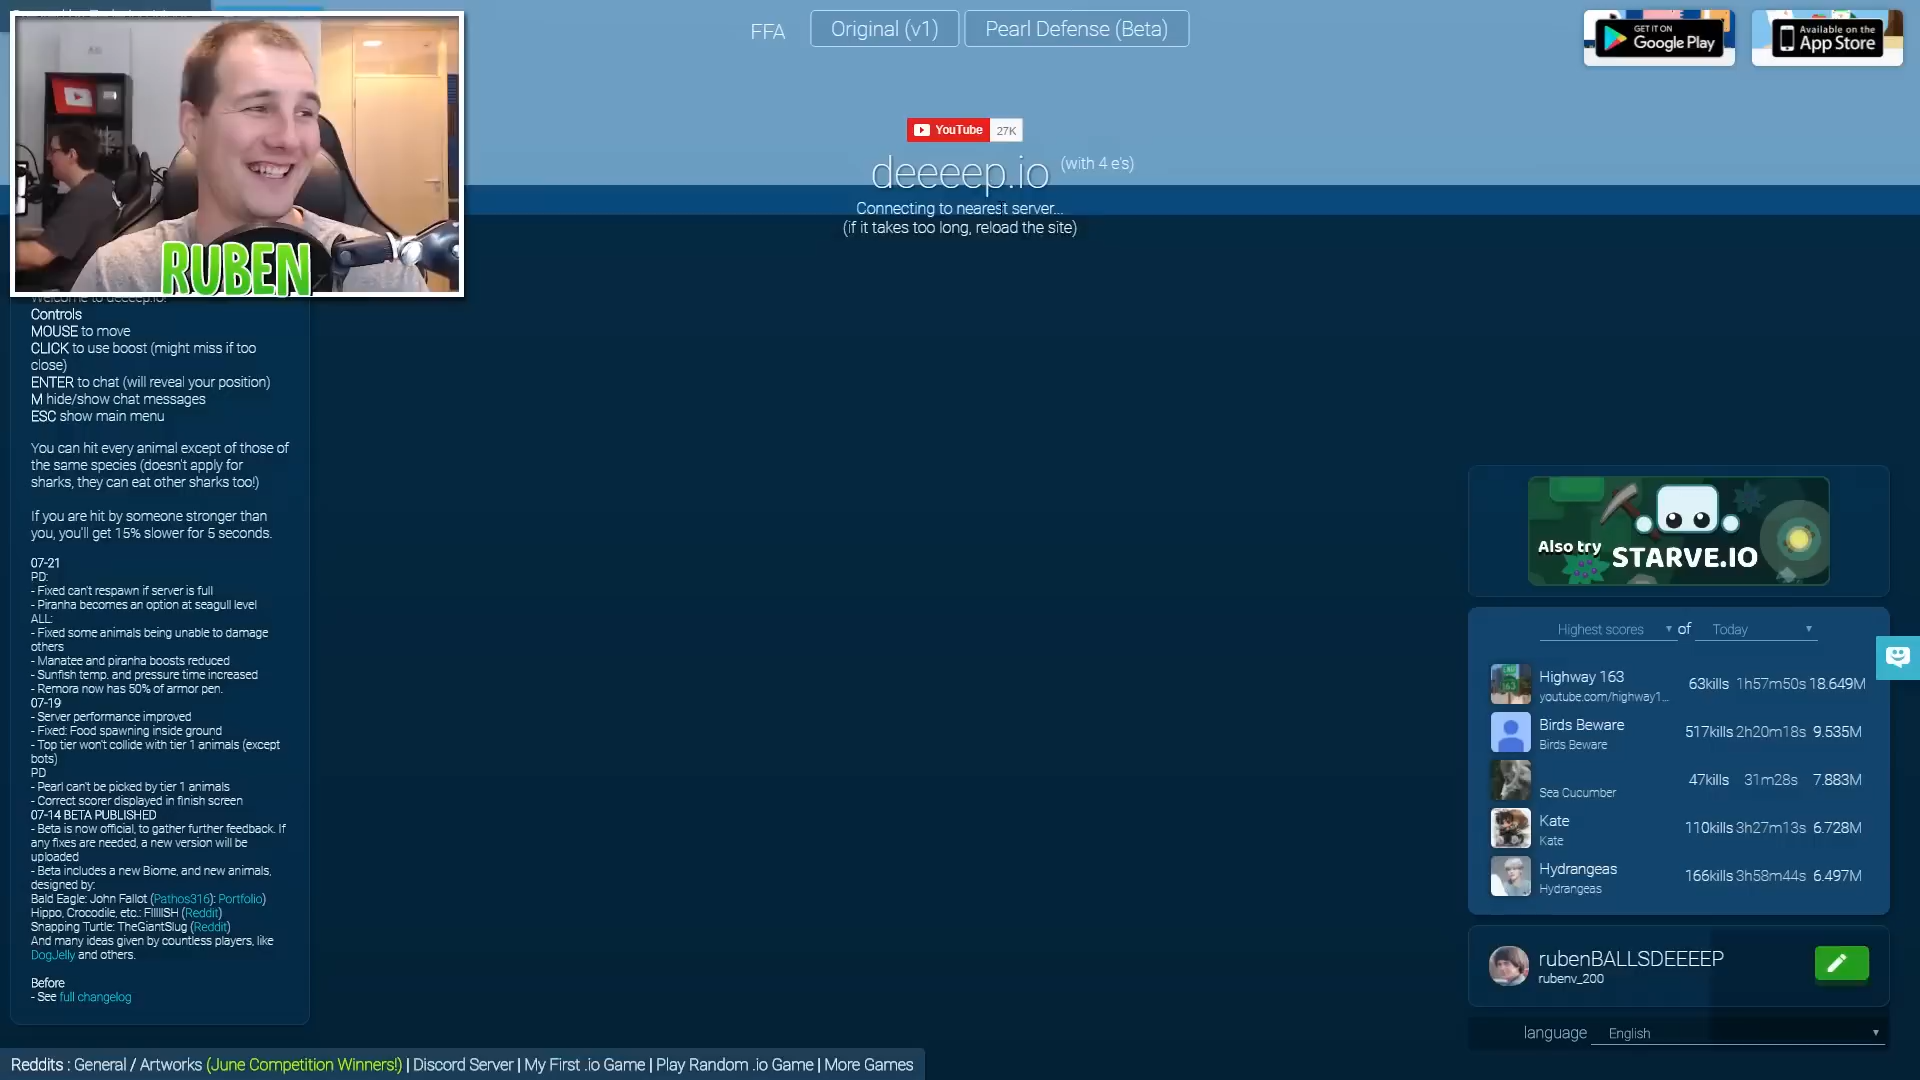 FFA
Original (v1)
Pearl Defense (Beta)
GET IT ON
Google Play
Available on the
App Store
YouTube 27K
deeeep.io (with 4 e's)
Connecting to nearest server...
(if it takes too long, reload the site)
RUBEN
Welcome to deeeep.io!
Controls
MOUSE to move
CLICK to use boost (might miss if too
close)
ENTER to chat (will reveal your position)
M hide/show chat messages
ESC show main menu
You can hit every animal except of those of
the same species (doesn't apply for
sharks, they can eat other sharks too!)
If you are hit by someone stronger than
you, you'll get 15% slower for 5 seconds.
07-21
PD:
- Fixed can't respawn if server is full
- Piranha becomes an option at seagull level
ALL:
- Fixed some animals being unable to damage
others
- Manatee and piranha boosts reduced
- Sunfish temp. and pressure time increased
- Remora now has 50% of armor pen.
07-19
- Server performance improved
- Fixed: Food spawning inside ground
- Top tier won't collide with tier 1 animals (except
bots)
PD
- Pearl can't be picked by tier 1 animals
- Correct scorer displayed in finish screen
07-14 BETA PUBLISHED
- Beta is now official, to gather further feedback. If
any fixes are needed, a new version will be
uploaded
- Beta includes a new Biome, and new animals,
designed by:
Bald Eagle: John Fallot (Pathos316): Portfolio)
Hippo, Crocodile, etc.: FIIIISH (Reddit)
Snapping Turtle: TheGiantSlug (Reddit)
And many ideas given by countless players, like
DogJelly and others.
Before
- See full changelog
Also try STARVE.IO
Highest scores of Today
Highway 163
youtube.com/highway1...
63kills 1h57m50s 18.649M
Birds Beware
Birds Beware
517kills 2h20m18s 9.535M
Sea Cucumber
47kills 31m28s 7.883M
Kate
Kate
110kills 3h27m13s 6.728M
Hydrangeas
Hydrangeas
166kills 3h58m44s 6.497M
rubenBALLSDEEEEP
rubenv_200
language English
Reddits : General / Artworks (June Competition Winners!) | Discord Server | My First .io Game | Play Random .io Game | More Games